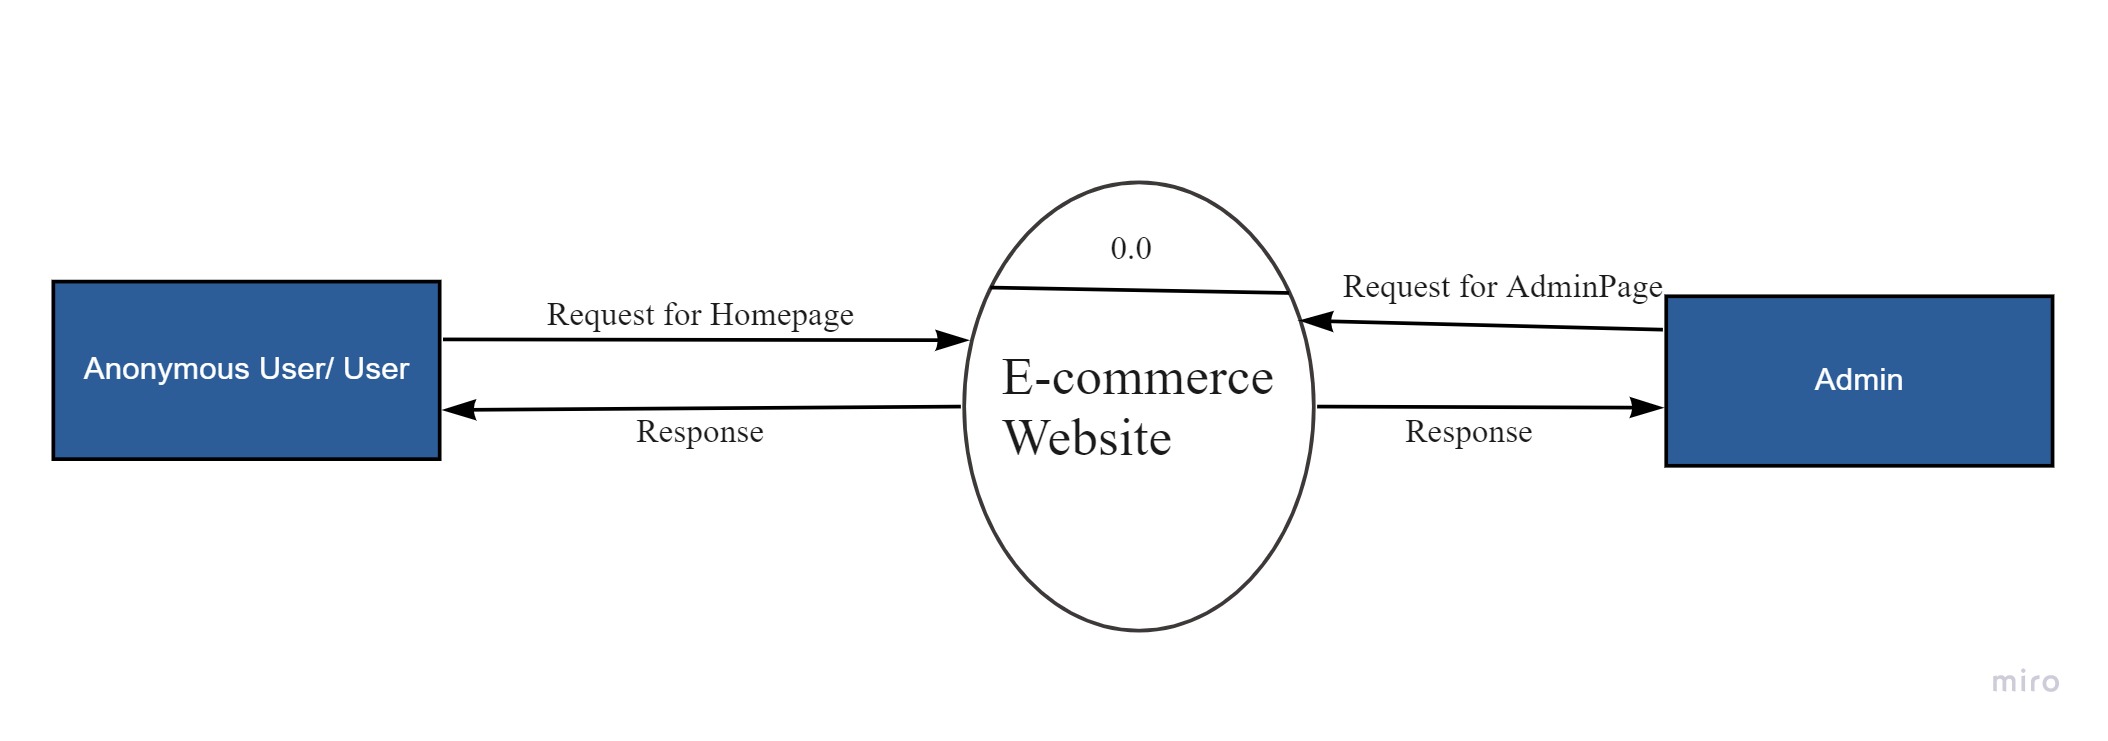 0.0
Request for Homepage
Request for AdminPage
Anonymous User/ User
E-commerce
Website
Admin
Response
Response
miro